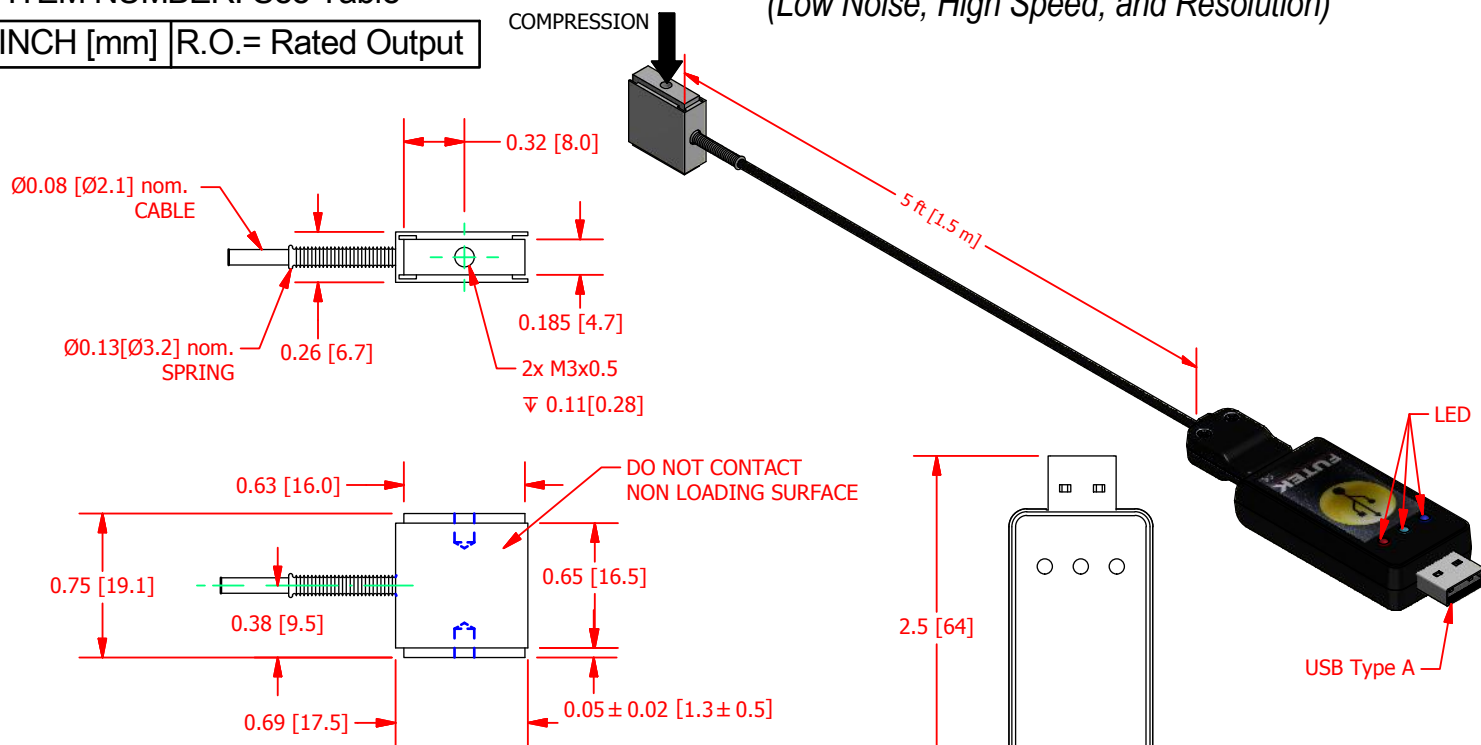 (Low Noise, High Speed, and Resolution)
INCH [mm] R.O.= Rated Output
COMPRESSION
0.32 [8.0]
Ø0.08 [Ø2.1] nom.
CABLE
5 ft [1.5 m]
0.185 [4.7]
Ø0.13[Ø3.2] nom.
SPRING
0.26 [6.7]
2x M3x0.5
↧ 0.11[0.28]
LED
FUTEK
DO NOT CONTACT
NON LOADING SURFACE
0.63 [16.0]
0.75 [19.1]
0.65 [16.5]
0.38 [9.5]
2.5 [64]
USB Type A
0.69 [17.5]
0.05± 0.02 [1.3± 0.5]